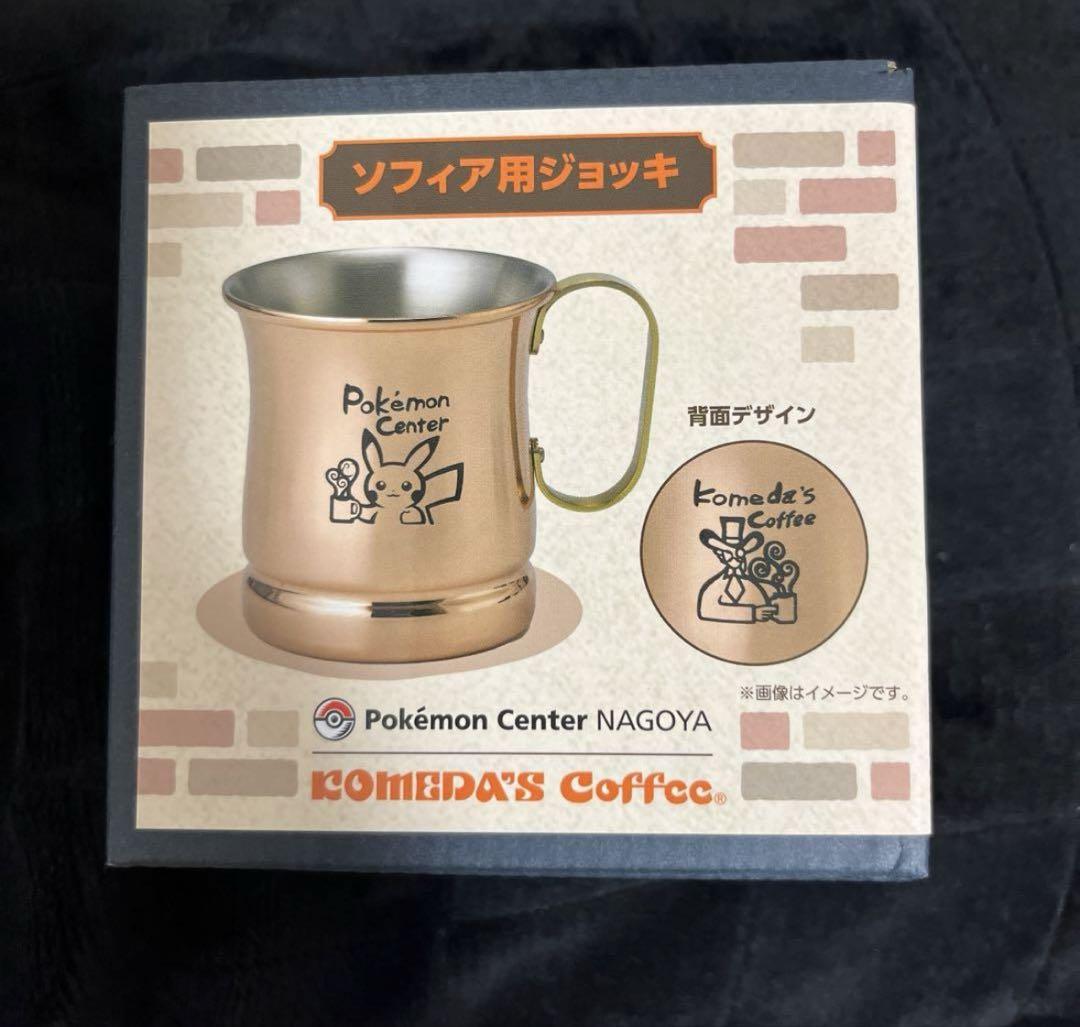 ソフィア用ジョッキ
Pokémon
Center
背面デザイン
Komeda's
Coffee
※画像はイメージです。
Pokémon Center NAGOYA
KOMEDA'S Coffee®